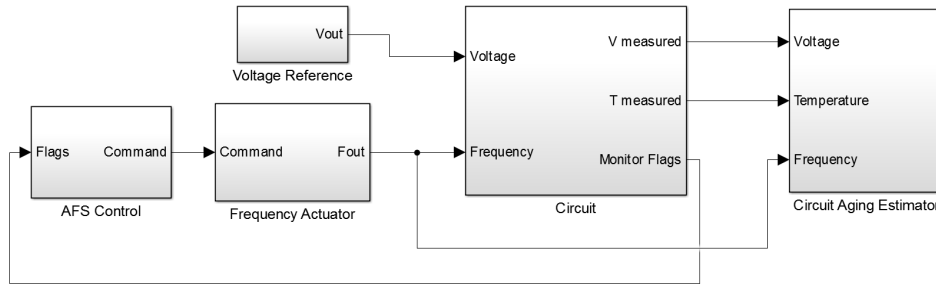 Vout
Voltage Reference
Voltage
Frequency
V measured
T measured
Monitor Flags
Circuit
Voltage
Temperature
Frequency
Circuit Aging Estimator
Flags
Command
AFS Control
Command
Fout
Frequency Actuator